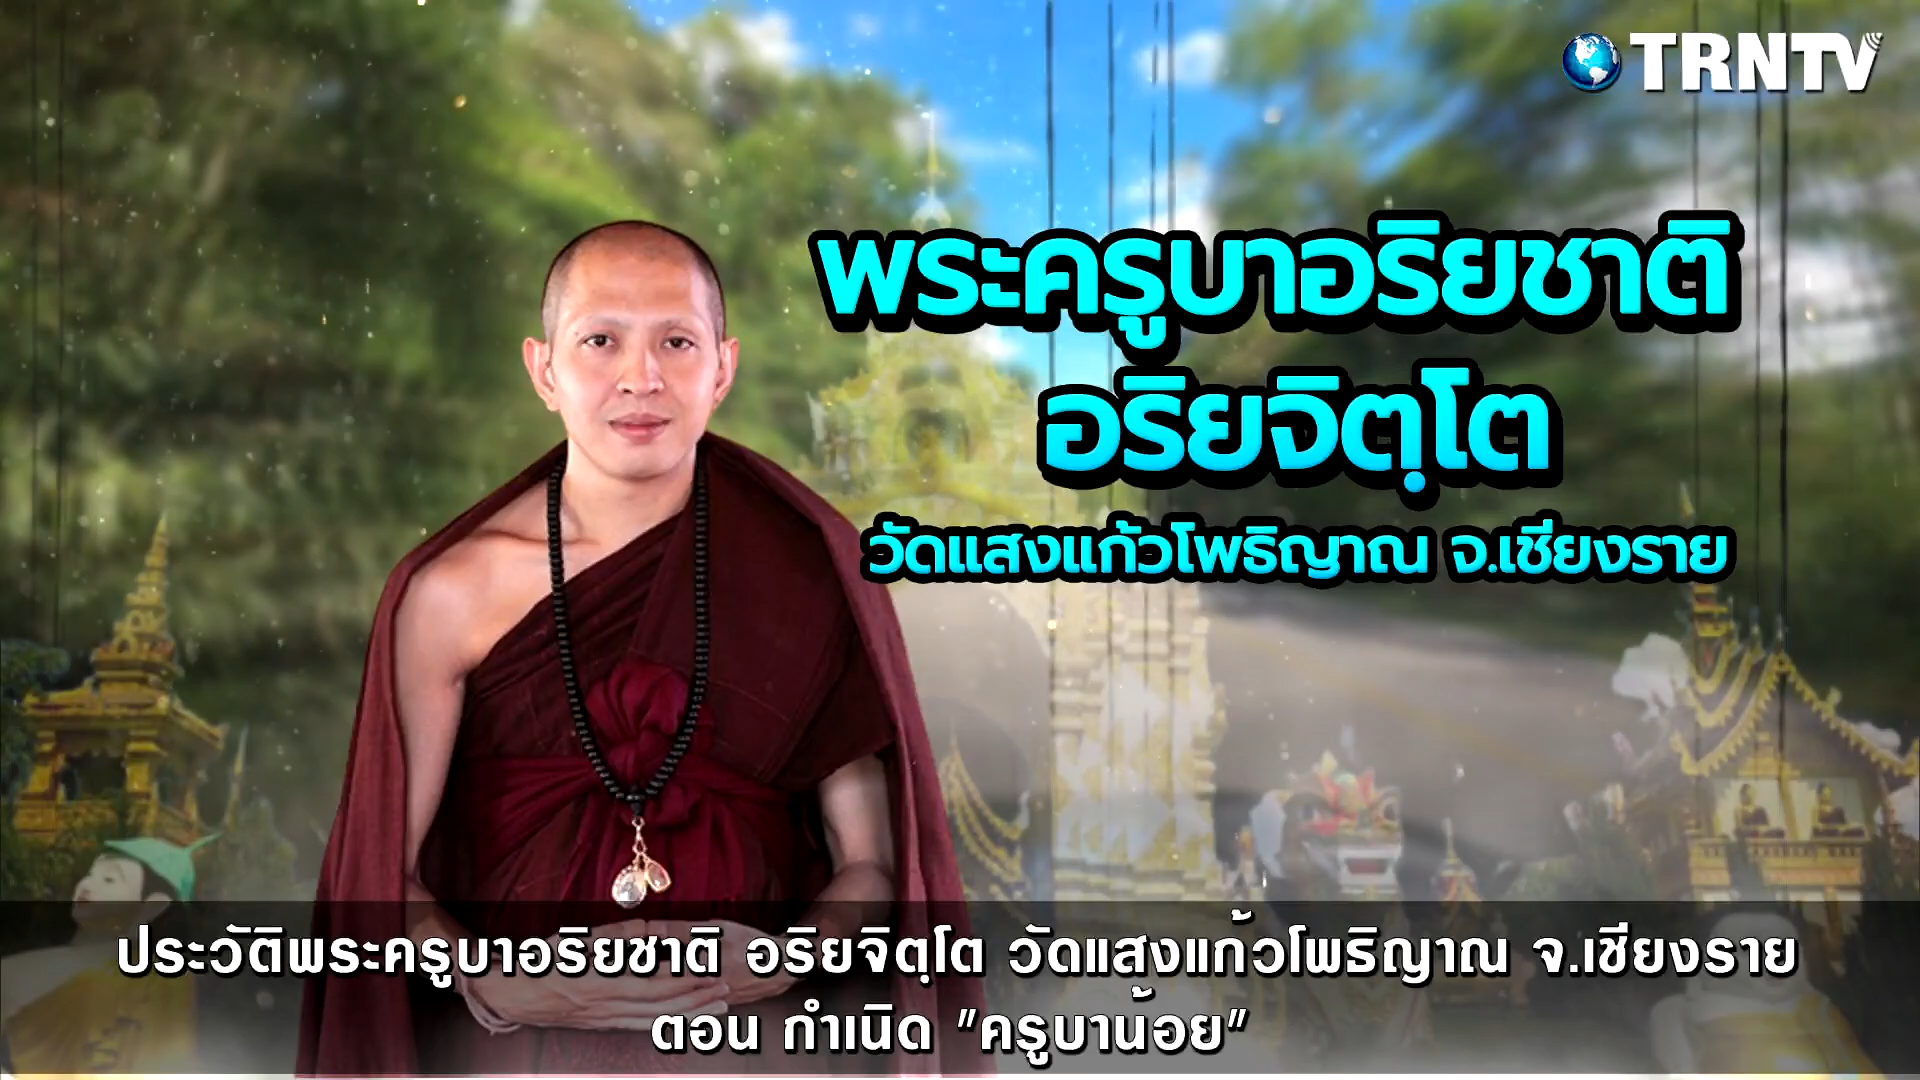 TRNTV
พระครูบาอริยชาติ
อริยจิตฺโต
วัดแสงแก้วโพธิญาณ จ.เชียงราย
ประวัติพระครูบาอริยชาติ อริยจิตฺโต วัดแสงแก้วโพธิญาณ จ.เชียงราย
ตอน กำเนิด "ครูบาน้อย"